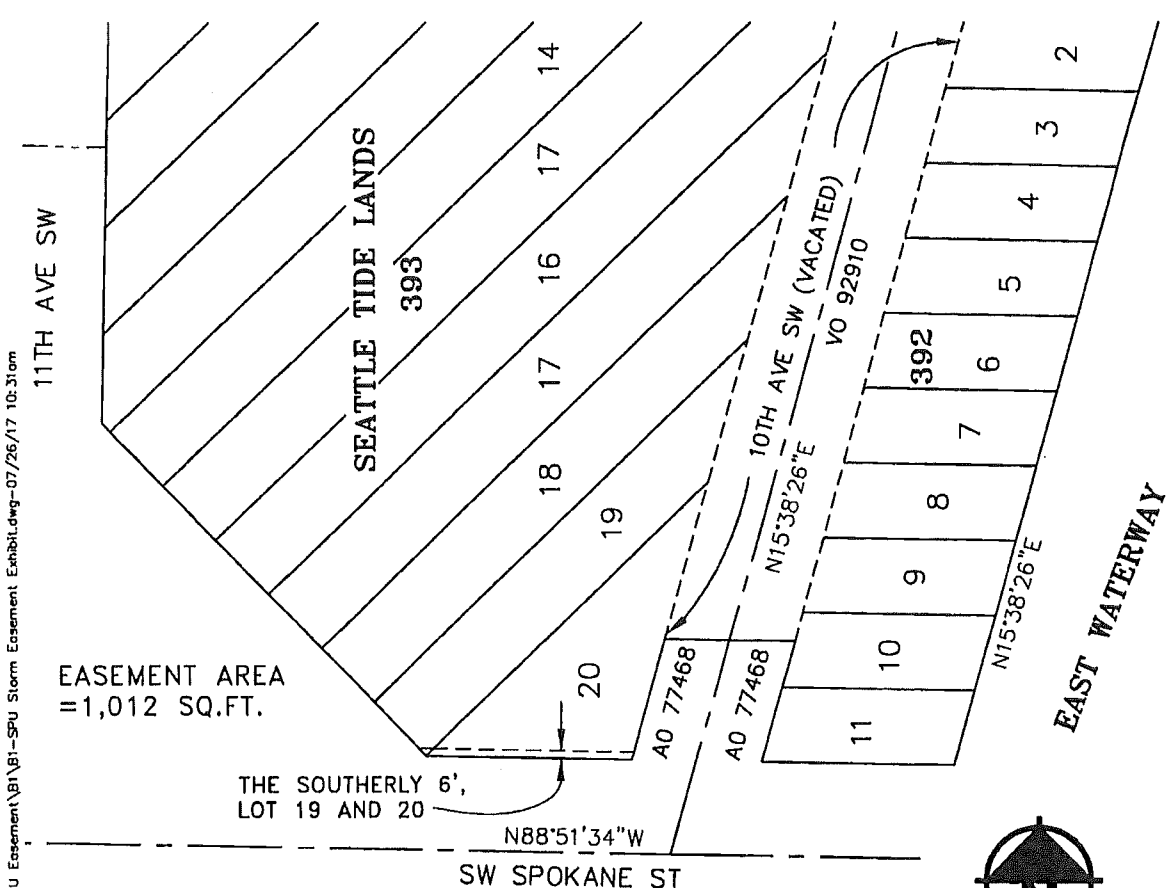 U Easement\B1\B1-SPU Storm Easement Exhibit.dwg-07/26/17 10:31am
11TH AVE SW
SEATTLE TIDE LANDS
393
14
17
16
17
18
19
20
10TH AVE SW (VACATED)
VO 92910
N15°38'26"E
392
2
3
4
5
6
7
8
9
10
11
N15°38'26"E
EAST WATERWAY
AO 77468
AO 77468
EASEMENT AREA
=1,012 SQ.FT.
THE SOUTHERLY 6',
LOT 19 AND 20
N88°51'34"W
SW SPOKANE ST